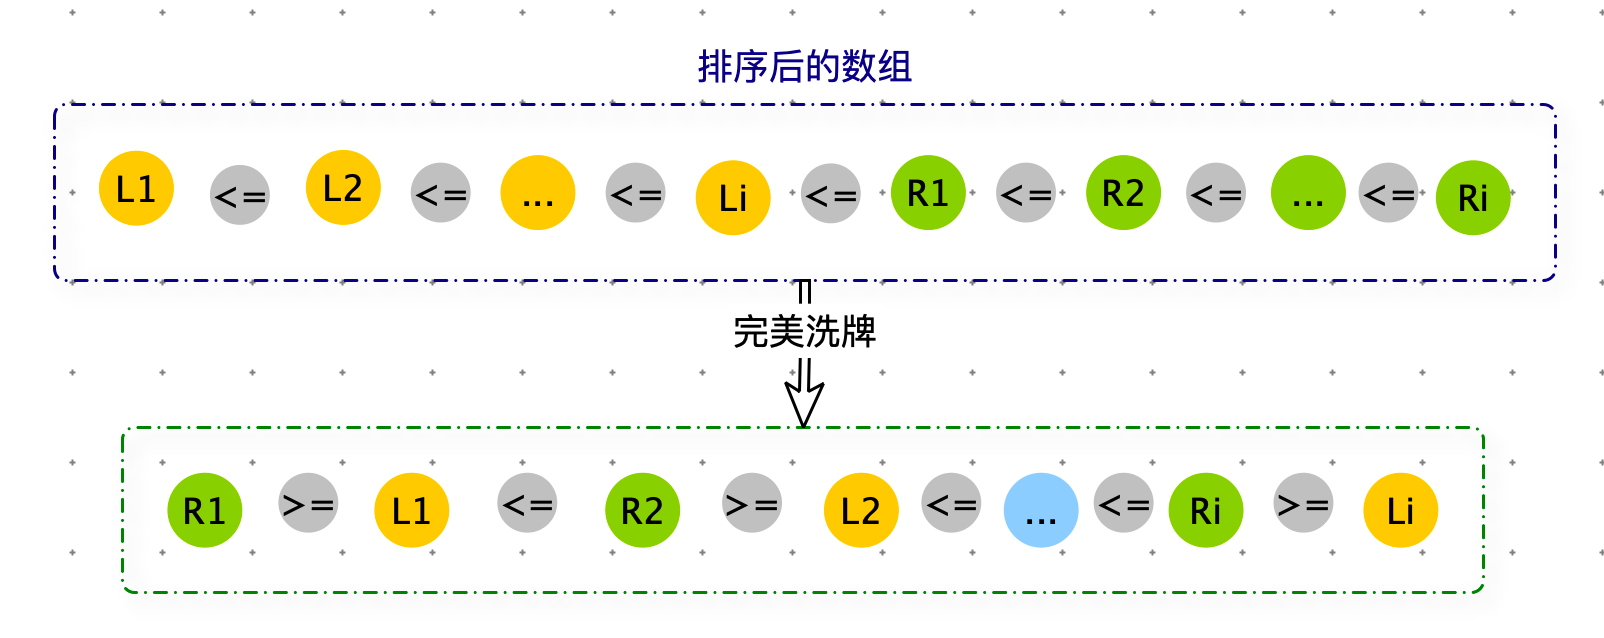 排序后的数组
L1 <= L2 <= ... <= Li <= R1 <= R2 <= ... <= Ri
完美洗牌
R1 >= L1 <= R2 >= L2 <= ... <= Ri >= Li